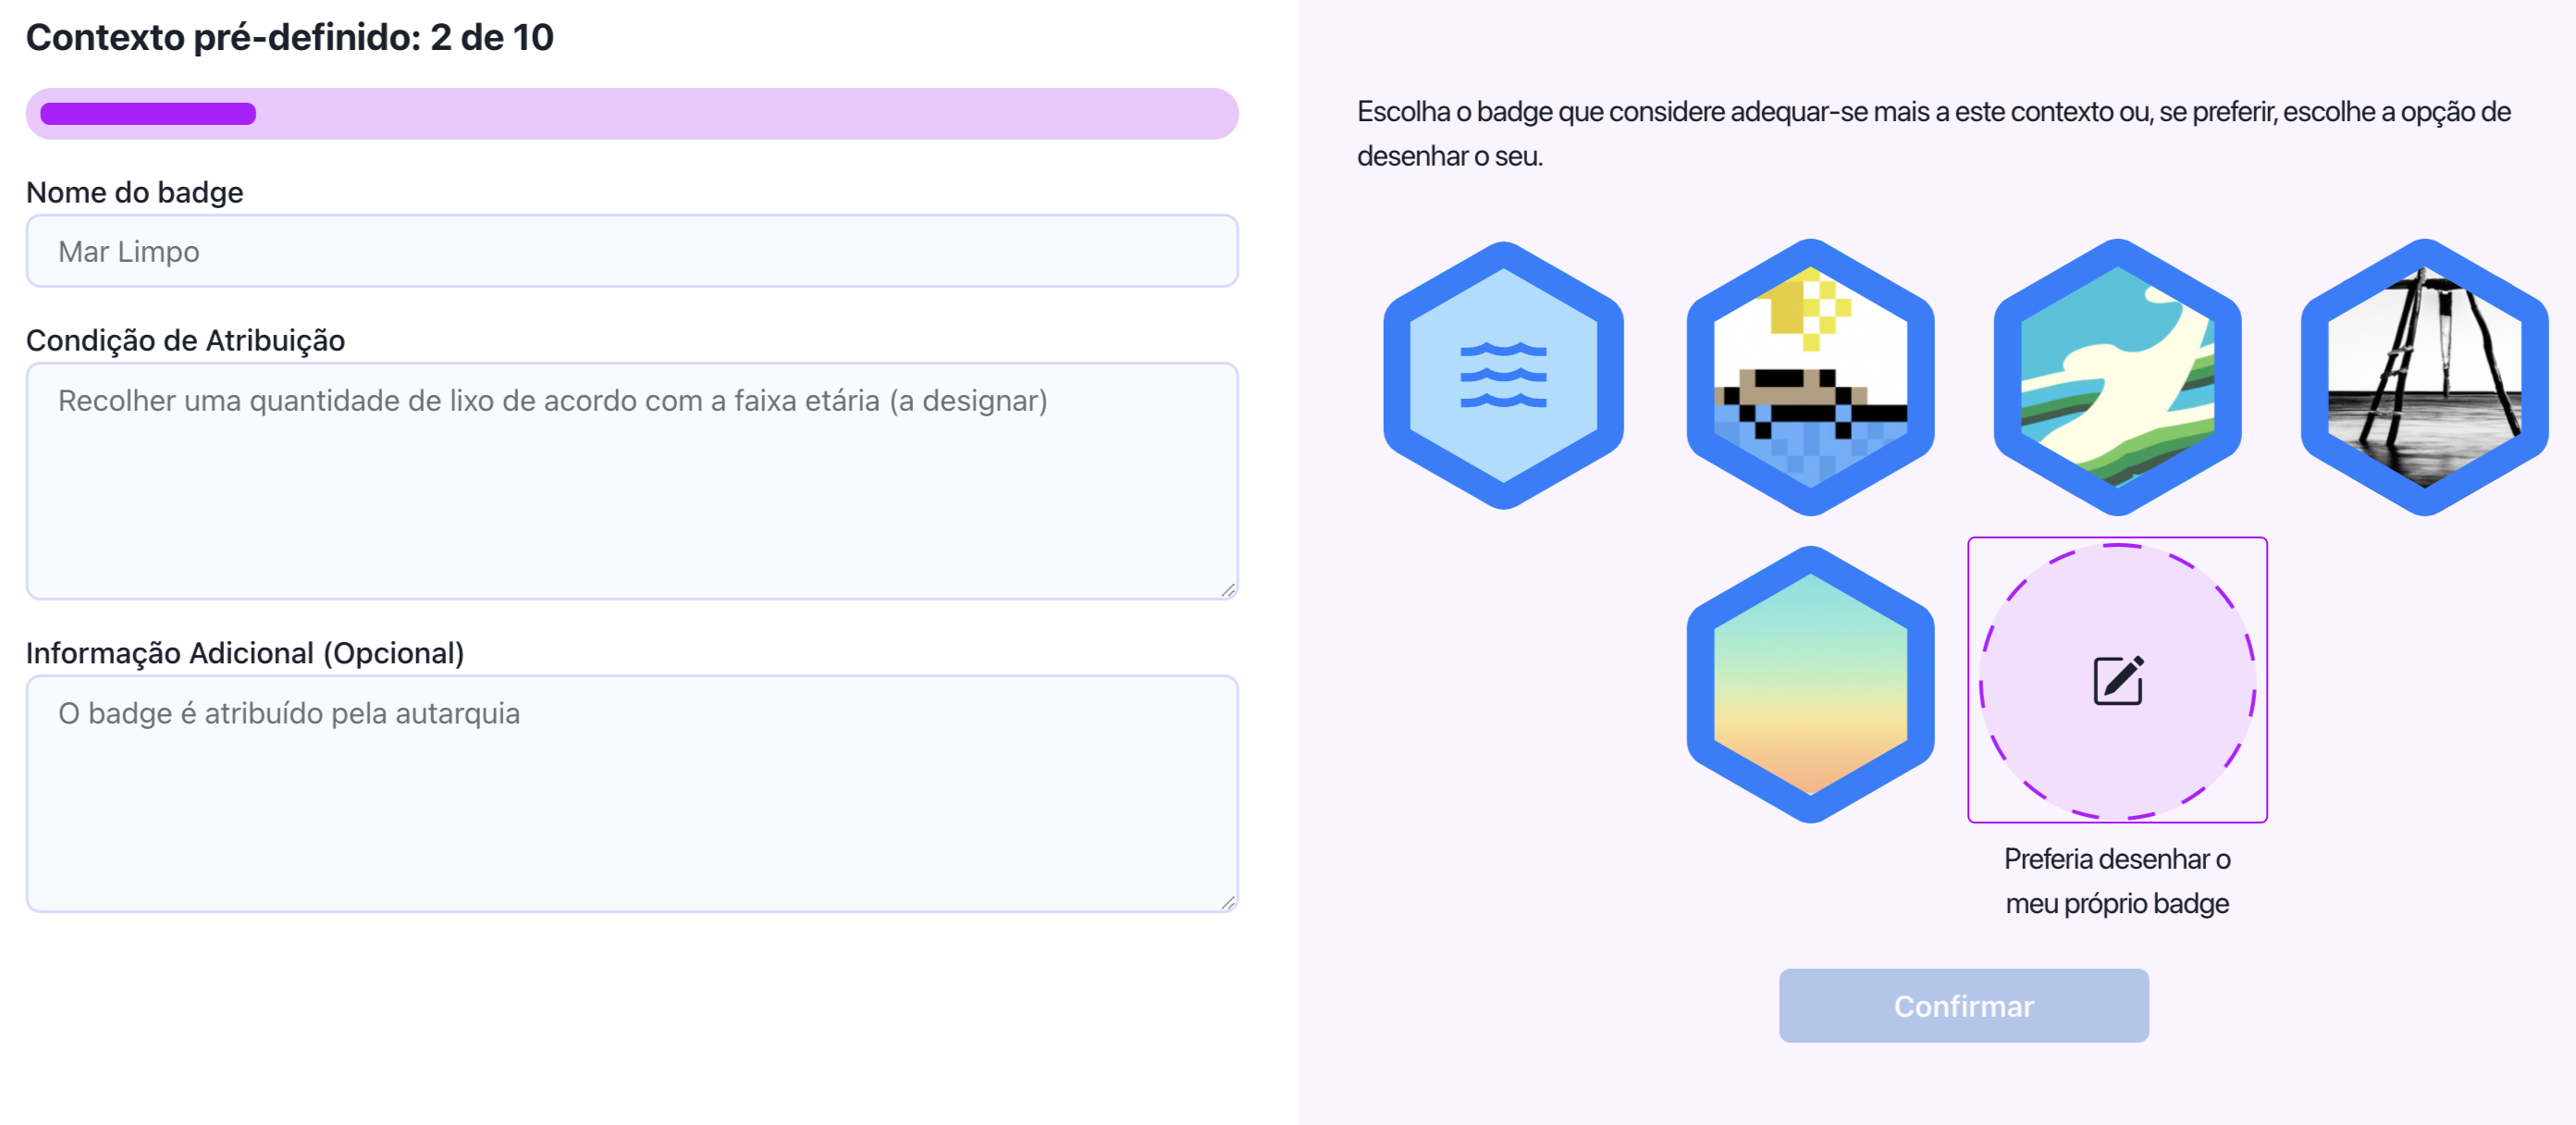 Contexto pré-definido: 2 de 10
Nome do badge
Mar Limpo
Condição de Atribuição
Recolher uma quantidade de lixo de acordo com a faixa etária (a designar)
Informação Adicional (Opcional)
O badge é atribuído pela autarquia
Escolha o badge que considere adequar-se mais a este contexto ou, se preferir, escolhe a opção de
desenhar o seu.
Preferia desenhar o
meu próprio badge
Confirmar